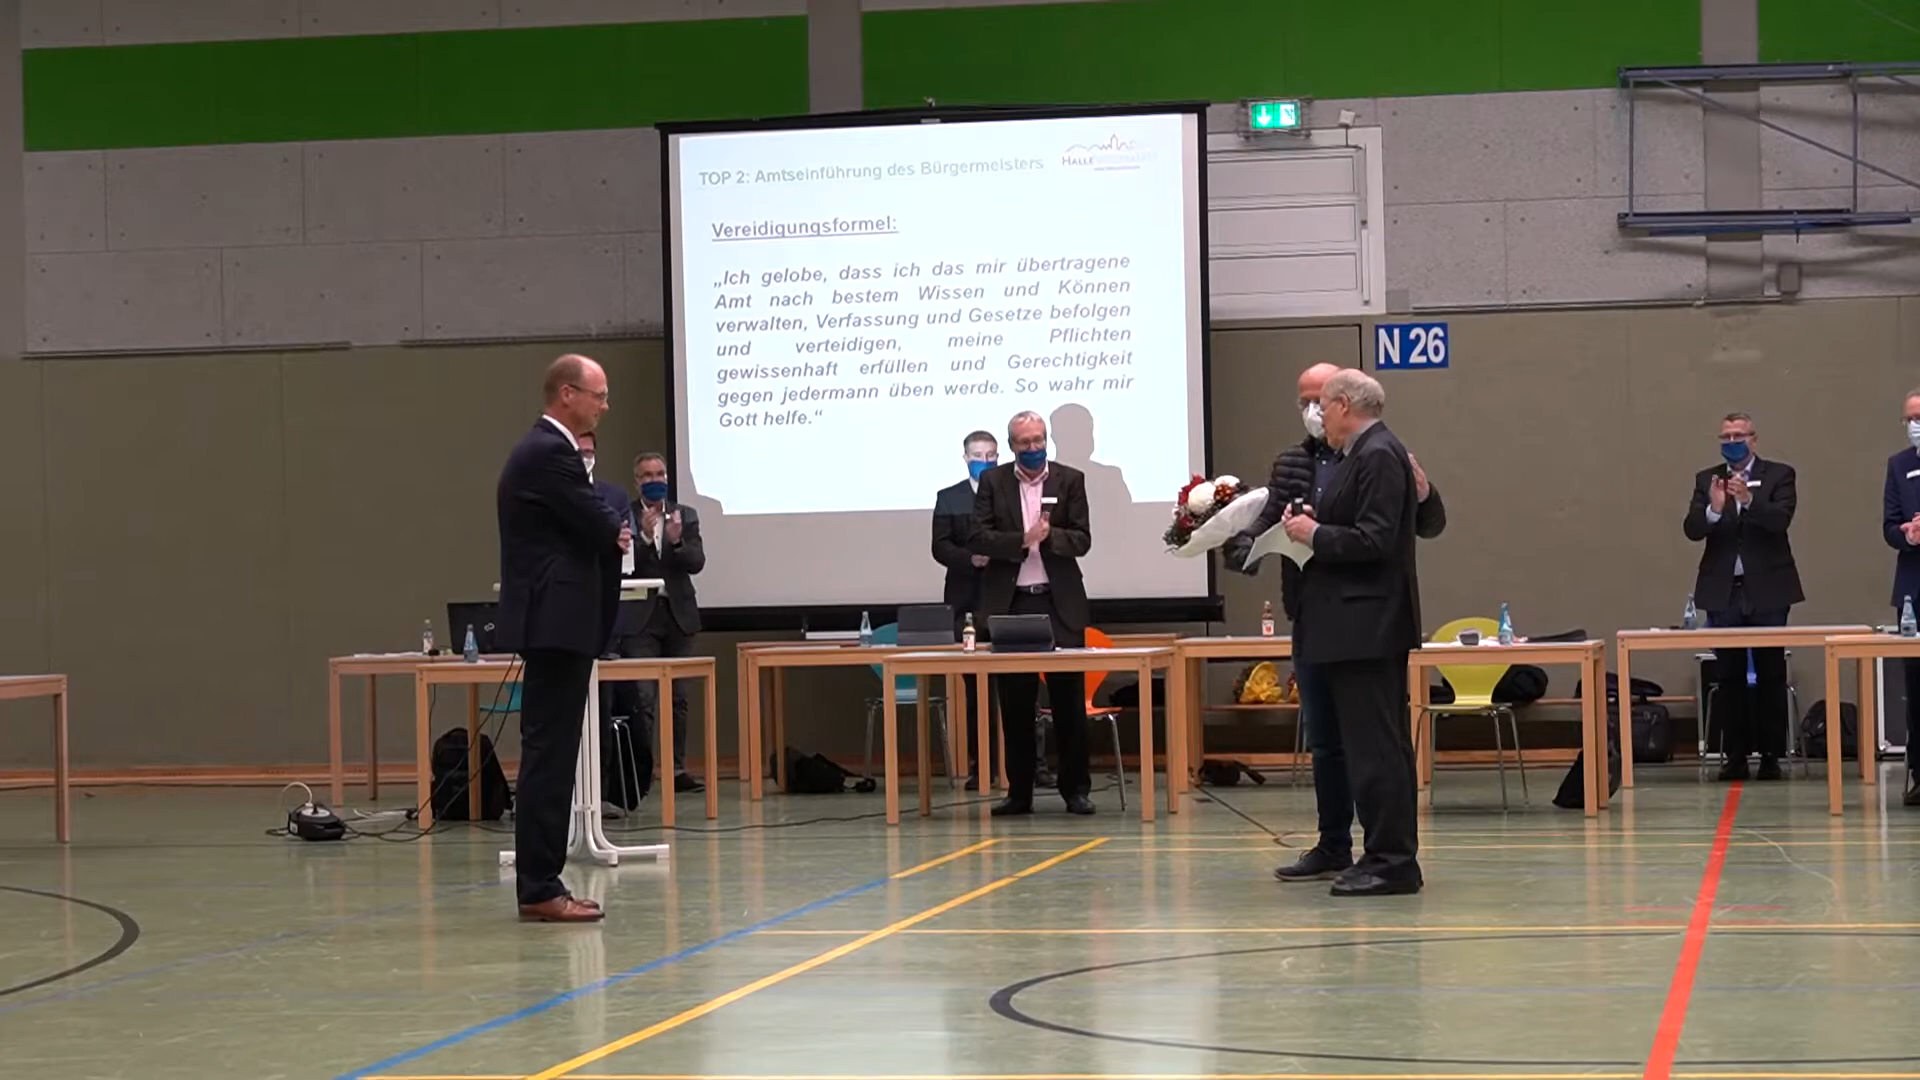 TOP 2: Amtseinführung des Bürgermeisters
HALLE
Vereidigungsformel:
„Ich gelobe, dass ich das mir übertragene
Amt nach bestem Wissen und Können
verwalten, Verfassung und Gesetze befolgen
und verteidigen, meine Pflichten
gewissenhaft erfüllen und Gerechtigkeit
gegen jedermann üben werde. So wahr mir
Gott helfe.“
N 26